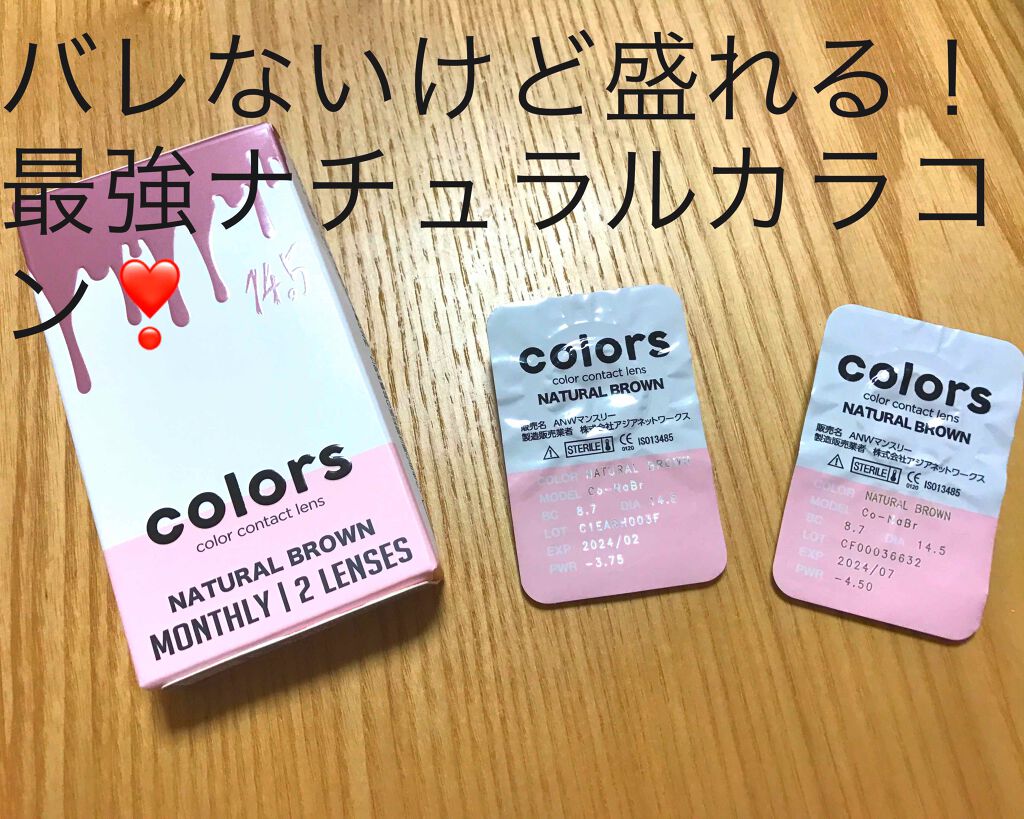 バレないけど盛れる！
最強ナチュラルカラコ
ン❣️
14.5
colors
color contact lens
NATURAL BROWN
MONTHLY | 2 LENSES
colors
color contact lens
NATURAL BROWN
販売名 ANWマンスリー
製造販売業者 株式会社アジアネットワークス
STERILE CE 0120 ISO13485
COLOR NATURAL BROWN
MODEL Co-NaBr
BC 8.7 DIA 14.5
LOT
EXP 2024/02
PWR -3.75
colors
color contact lens
NATURAL BROWN
販売名 ANWマンスリー
製造販売業者 株式会社アジアネットワークス
STERILE CE 0120 ISO13485
COLOR NATURAL BROWN
MODEL Co-NaBr
BC 8.7 DIA 14.5
LOT CF00036632
EXP 2024/07
PWR -4.50